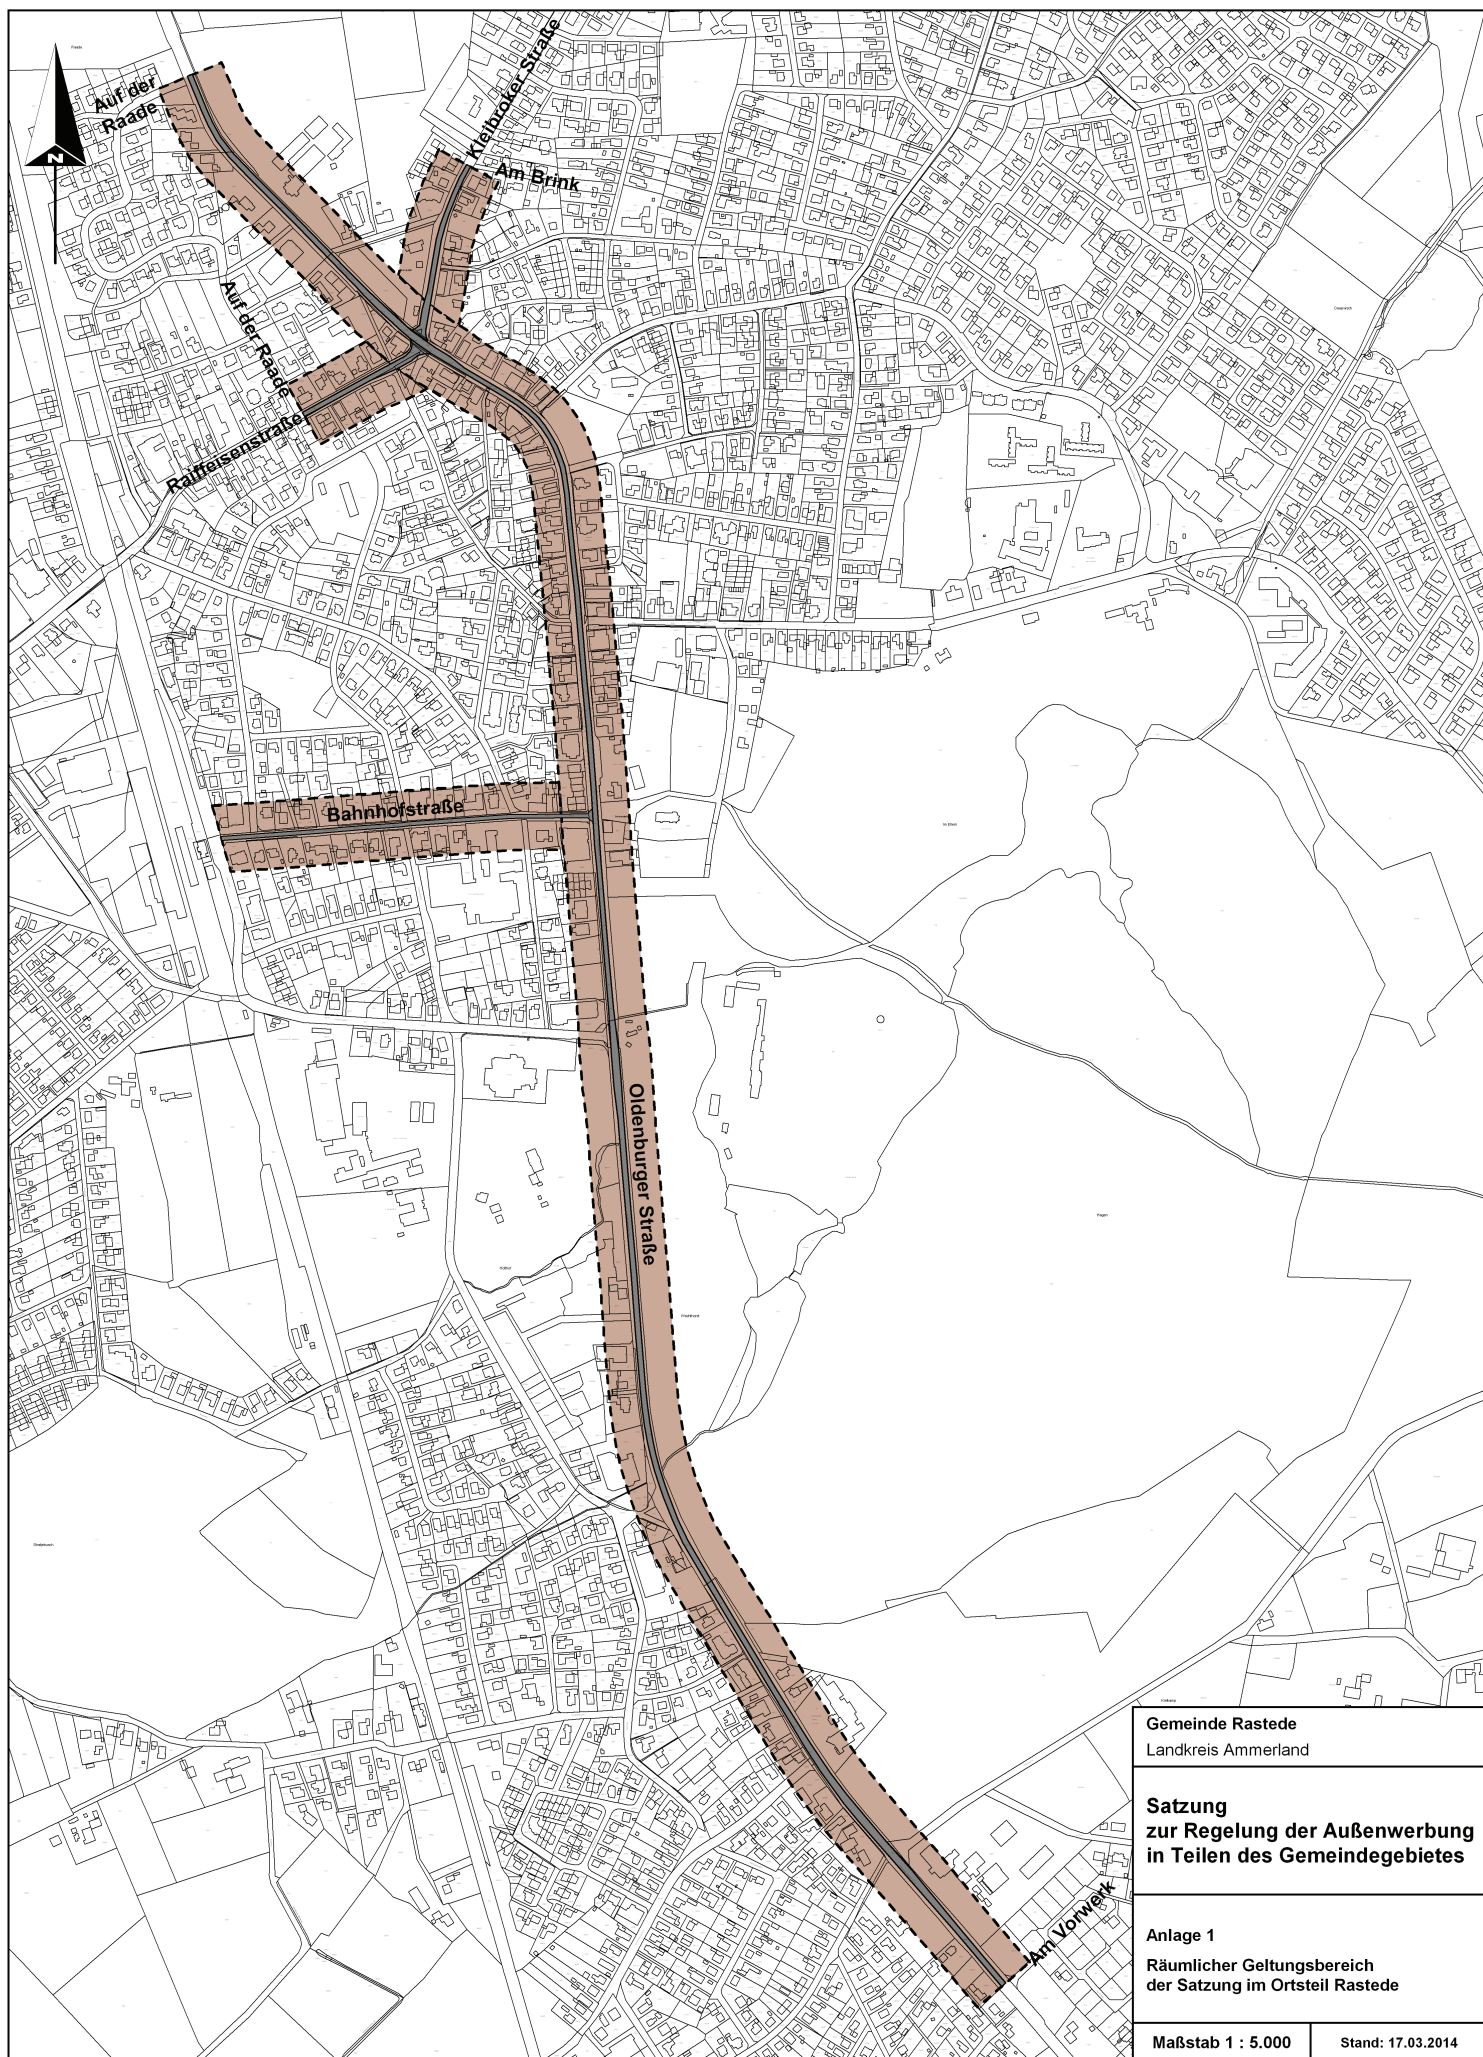 Auf der
Raade
Kleibroker Straße
Am Brink
N
Auf der Raade
Raiffeisenstraße
Bahnhofstraße
Oldenburger Straße
Hagen
Am Vorwerk
Gemeinde Rastede
Landkreis Ammerland
Satzung
zur Regelung der Außenwerbung
in Teilen des Gemeindegebietes
Anlage 1
Räumlicher Geltungsbereich
der Satzung im Ortsteil Rastede
Maßstab 1 : 5.000
Stand: 17.03.2014